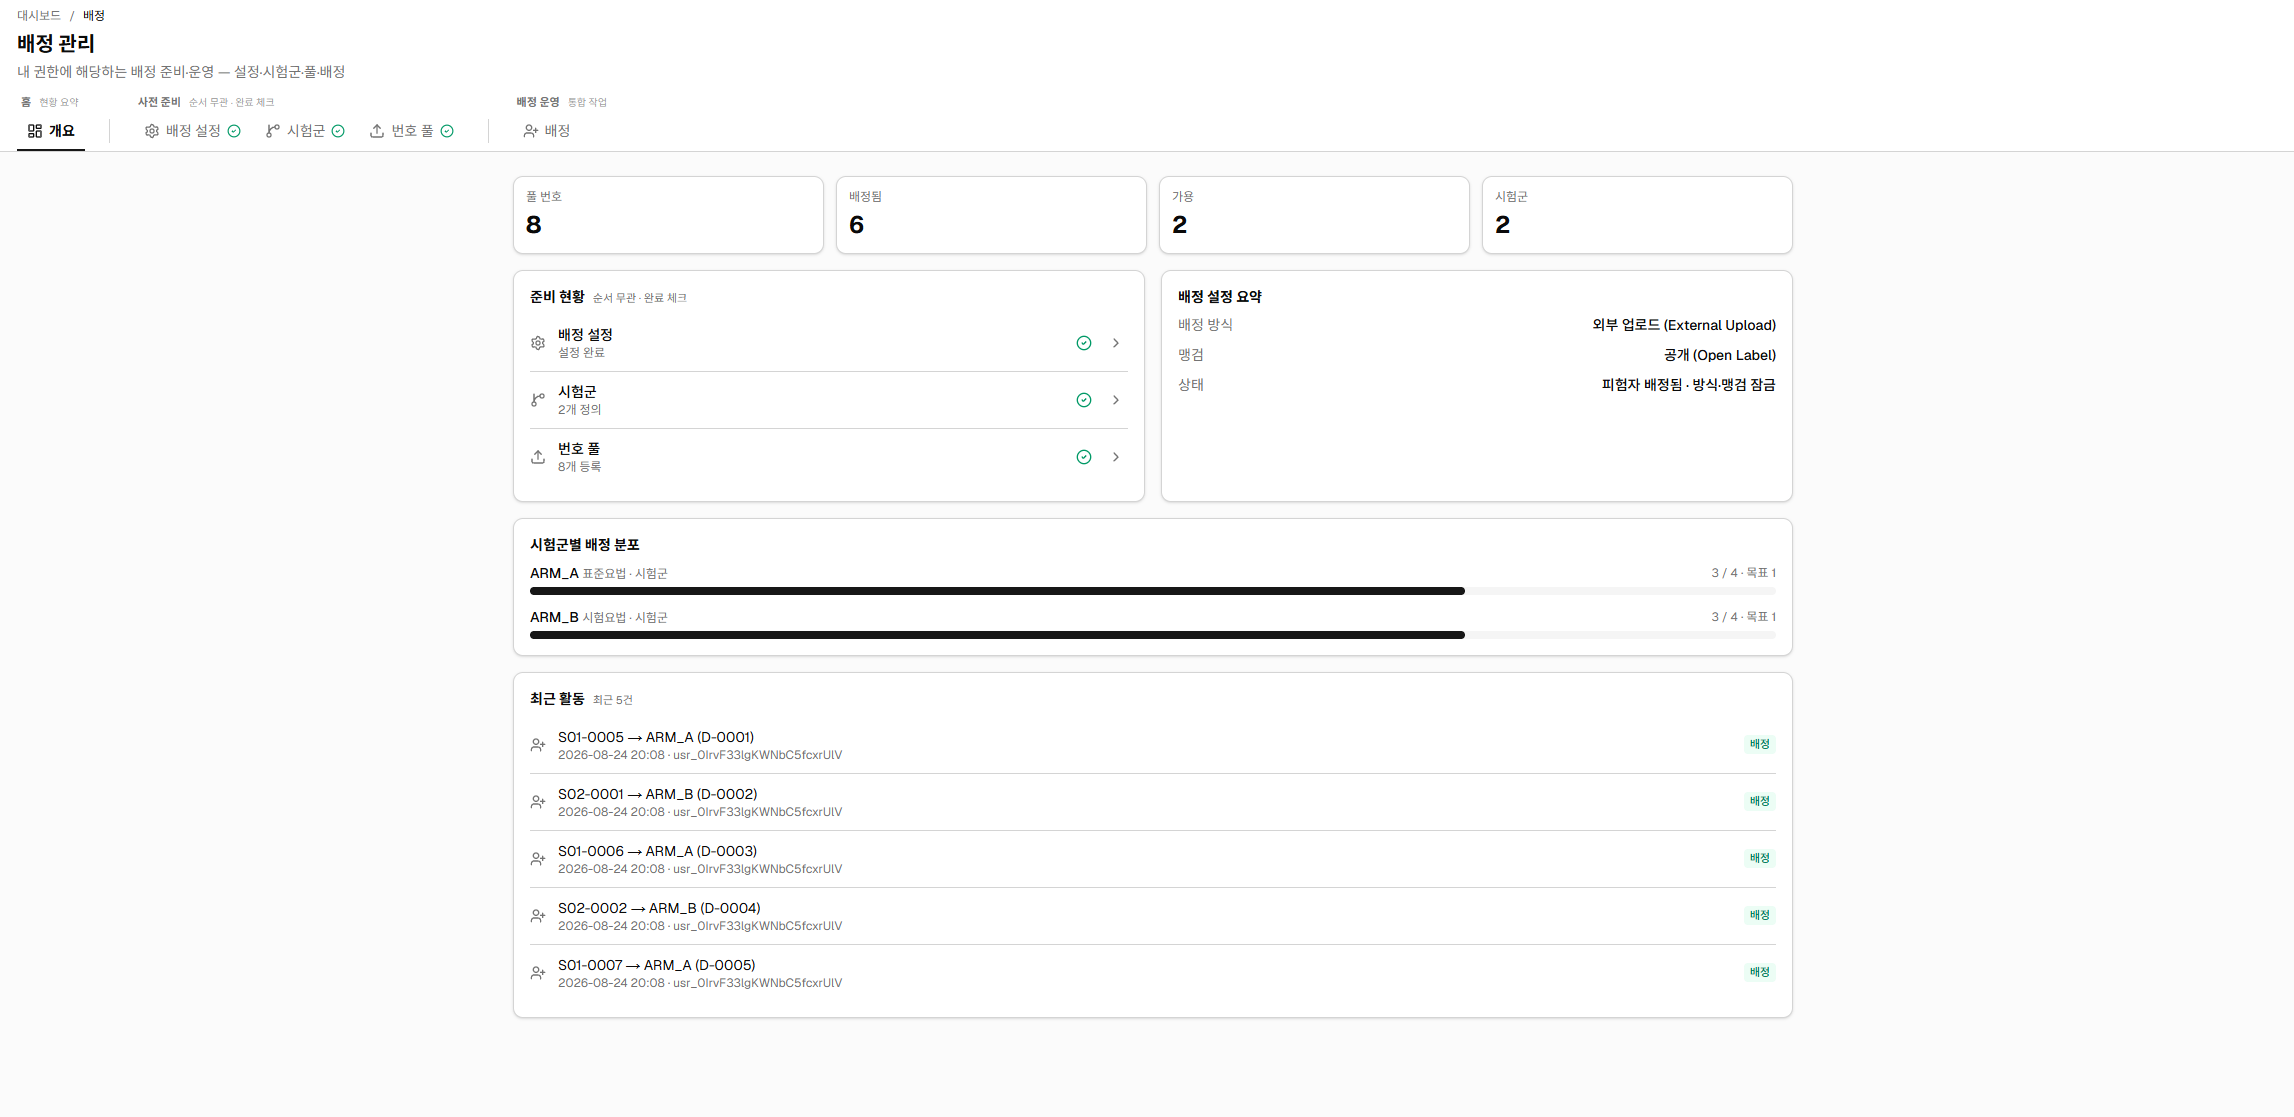 대시보드 / 배정
배정 관리
내 권한에 해당하는 배정 준비·운영 — 설정·시험군·풀·배정
홈 현황 요약
사전 준비 순서 무관 · 완료 체크
배정 운영 통합 작업
개요
배정 설정
시험군
번호 풀
배정
풀 번호
8
배정됨
6
가용
2
시험군
2
준비 현황 순서 무관 · 완료 체크
배정 설정
설정 완료
시험군
2개 정의
번호 풀
8개 등록
배정 설정 요약
배정 방식 외부 업로드 (External Upload)
맹검 공개 (Open Label)
상태 피험자 배정됨 · 방식·맹검 잠금
시험군별 배정 분포
ARM_A 표준요법 · 시험군 3 / 4 · 목표 1
ARM_B 시험요법 · 시험군 3 / 4 · 목표 1
최근 활동 최근 5건
S01-0005 → ARM_A (D-0001)
2026-08-24 20:08 · usr_0IrvF33lgKWNbC5fcxrUlV
배정
S02-0001 → ARM_B (D-0002)
2026-08-24 20:08 · usr_0IrvF33lgKWNbC5fcxrUlV
배정
S01-0006 → ARM_A (D-0003)
2026-08-24 20:08 · usr_0IrvF33lgKWNbC5fcxrUlV
배정
S02-0002 → ARM_B (D-0004)
2026-08-24 20:08 · usr_0IrvF33lgKWNbC5fcxrUlV
배정
S01-0007 → ARM_A (D-0005)
2026-08-24 20:08 · usr_0IrvF33lgKWNbC5fcxrUlV
배정